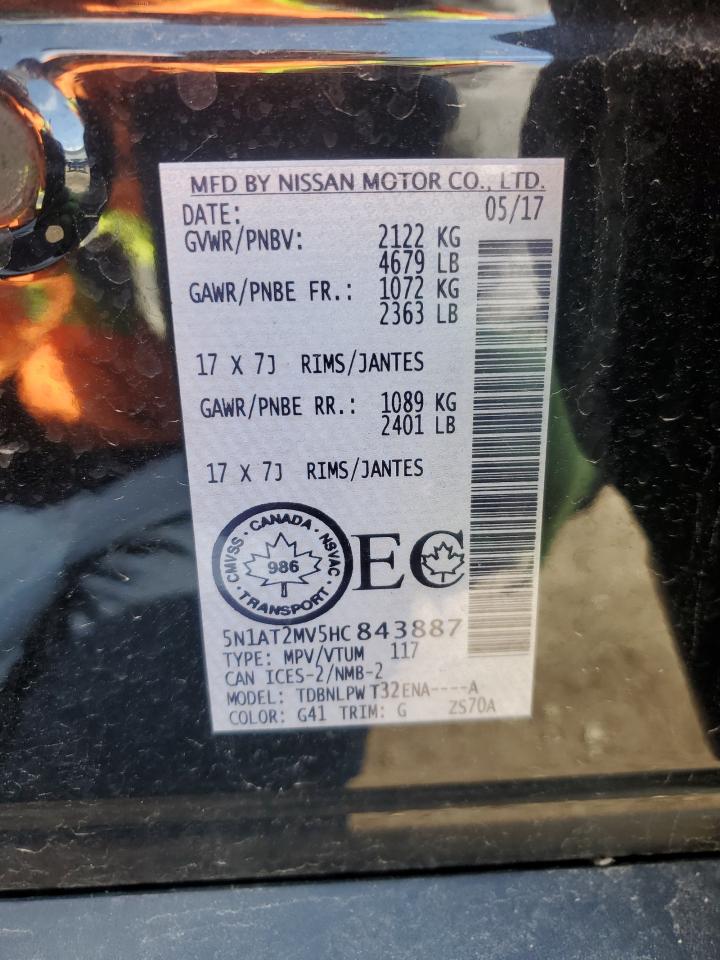 MFD BY NISSAN MOTOR CO., LTD.
DATE: 05/17
GVWR/PNBV: 2122 KG
4679 LB
GAWR/PNBE FR.: 1072 KG
2363 LB
17 X 7J RIMS/JANTES
GAWR/PNBE RR.: 1089 KG
2401 LB
17 X 7J RIMS/JANTES
CMVSS · CANADA · NSVAC · TRANSPORT ·
986
EC
5N1AT2MV5HC843887
TYPE: MPV/VTUM 117
CAN ICES-2/NMB-2
MODEL: TDBNLPW T32ENA----A
COLOR: G41 TRIM: G ZS70A